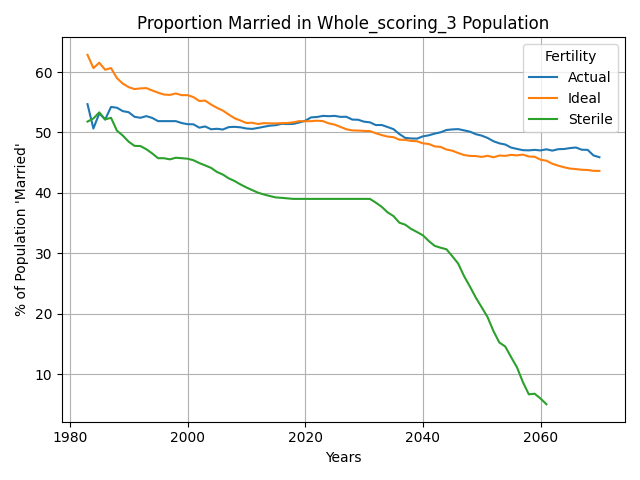 Proportion Married in Whole_scoring_3 Population
Fertility
Actual
Ideal
Sterile
% of Population 'Married'
60
50
40
30
20
10
1980 2000 2020 2040 2060
Years